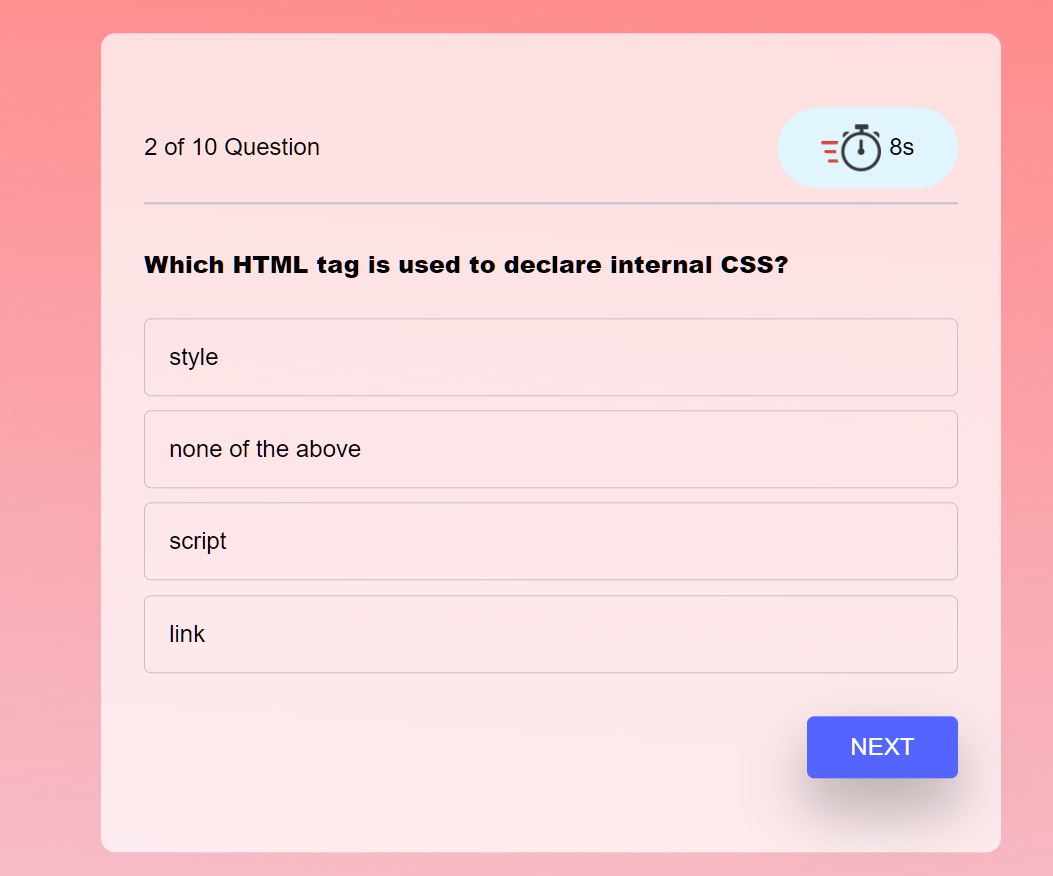 2 of 10 Question
8s
Which HTML tag is used to declare internal CSS?
style
none of the above
script
link
NEXT